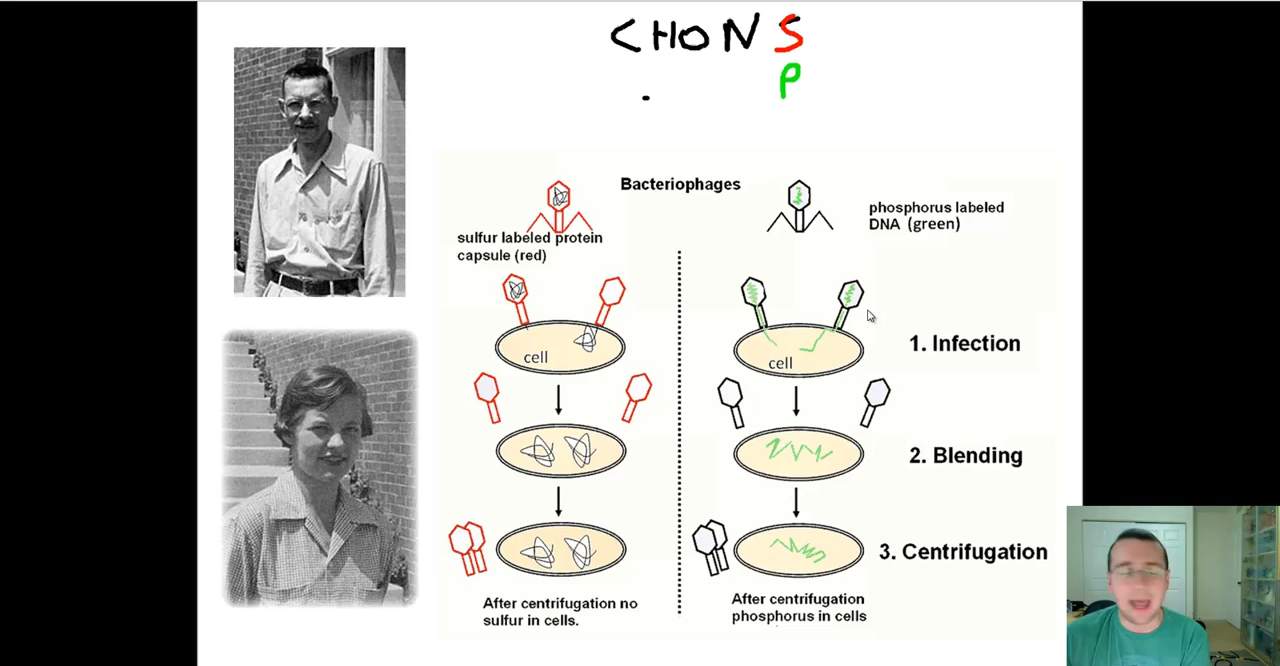 CHONS
P
Bacteriophages
sulfur labeled protein
capsule (red)
phosphorus labeled
DNA (green)
cell
cell
1. Infection
2. Blending
3. Centrifugation
After centrifugation no
sulfur in cells.
After centrifugation
phosphorus in cells